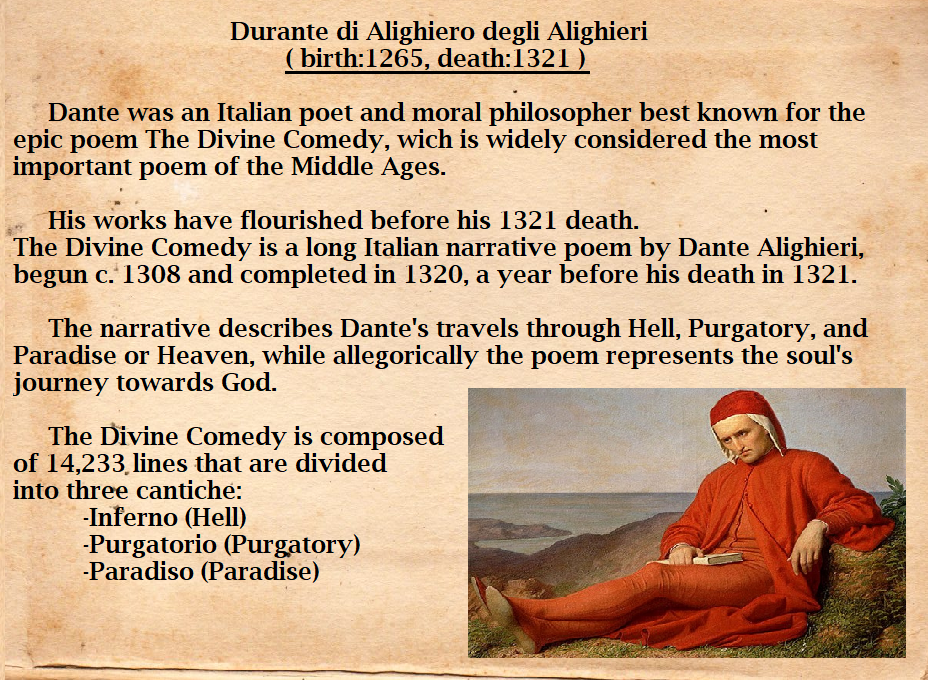 Durante di Alighiero degli Alighieri
( birth:1265, death:1321 )
Dante was an Italian poet and moral philosopher best known for the
epic poem The Divine Comedy, wich is widely considered the most
important poem of the Middle Ages.
His works have flourished before his 1321 death.
The Divine Comedy is a long Italian narrative poem by Dante Alighieri,
begun c. 1308 and completed in 1320, a year before his death in 1321.
The narrative describes Dante's travels through Hell, Purgatory, and
Paradise or Heaven, while allegorically the poem represents the soul's
journey towards God.
The Divine Comedy is composed
of 14,233 lines that are divided
into three cantiche:
-Inferno (Hell)
-Purgatorio (Purgatory)
-Paradiso (Paradise)